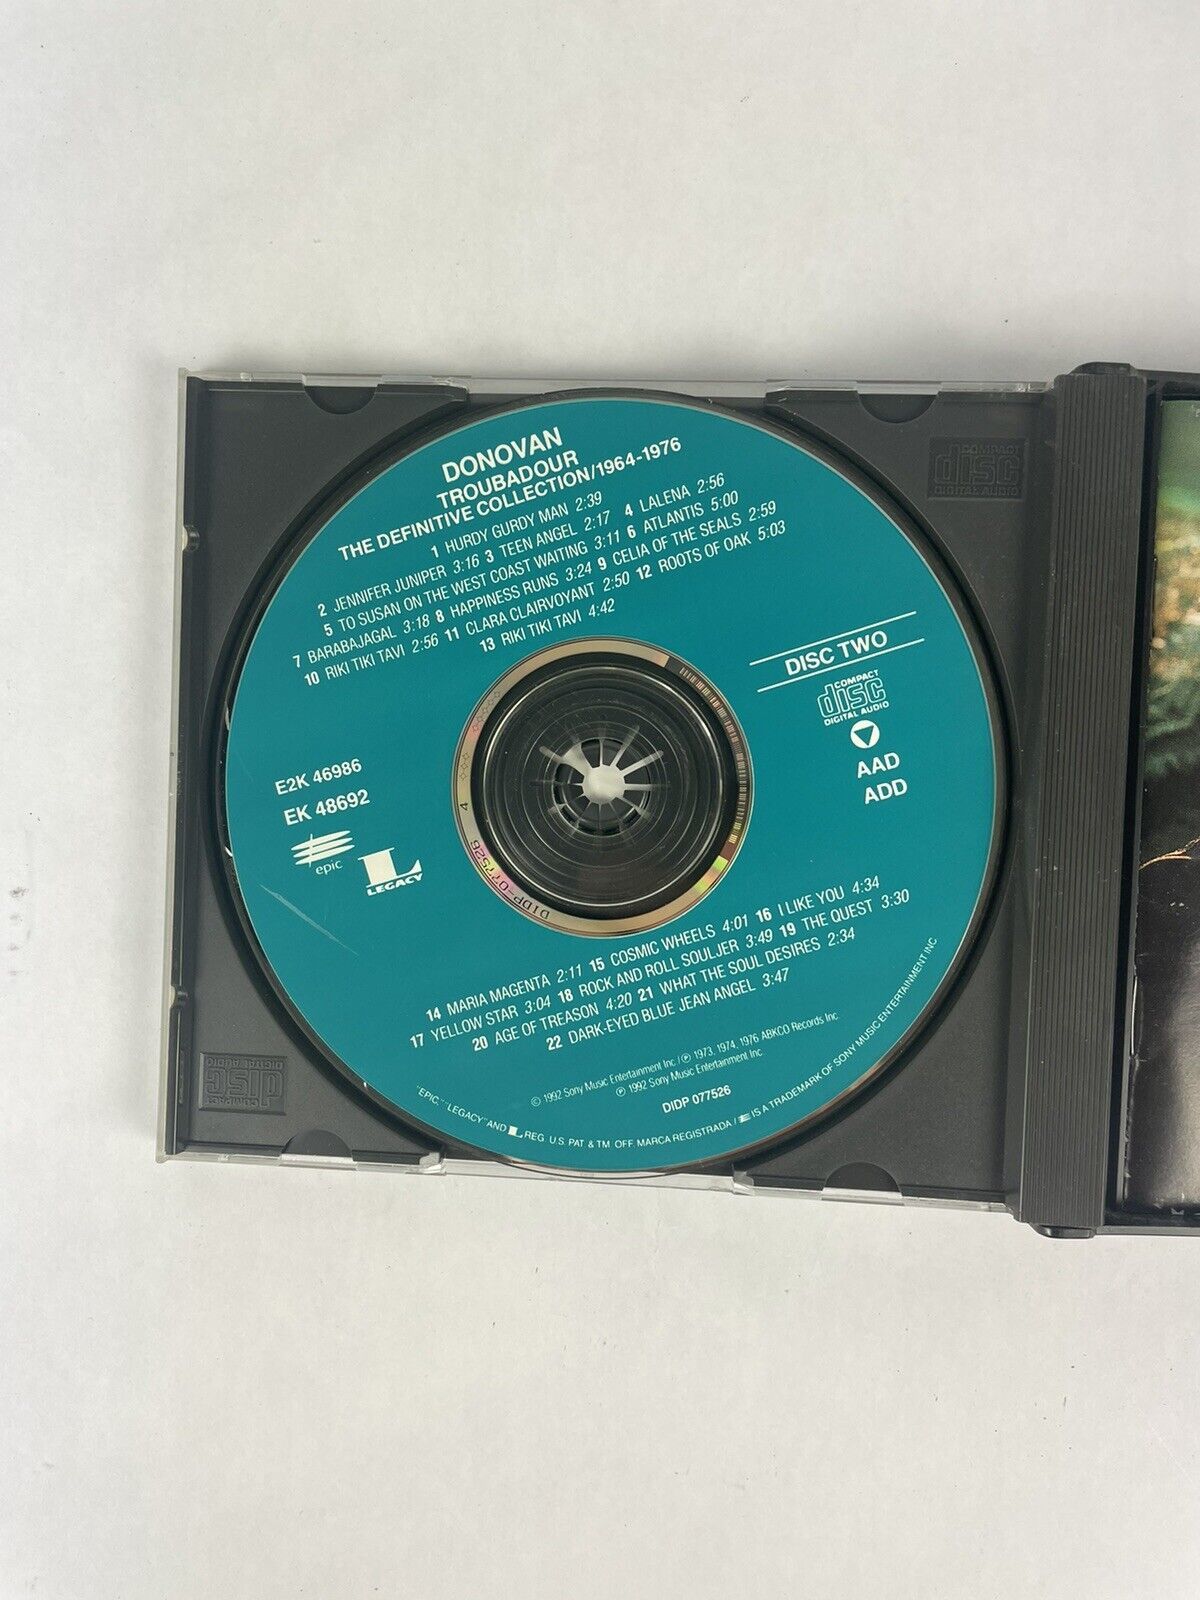 DONOVAN
TROUBADOUR
THE DEFINITIVE COLLECTION/1964-1976
1 HURDY GURDY MAN 2:39
2 JENNIFER JUNIPER 3:16 3 TEEN ANGEL 2:17 4 LALENA 2:56
5 TO SUSAN ON THE WEST COAST WAITING 3:11 6 ATLANTIS 5:00
7 BARABAJAGAL 3:18 8 HAPPINESS RUNS 3:24 9 CELIA OF THE SEALS 2:59
10 RIKI TIKI TAVI 2:56 11 CLARA CLAIRVOYANT 2:50 12 ROOTS OF OAK 5:03
13 RIKI TIKI TAVI 4:42
DISC TWO
COMPACT
disc
DIGITAL AUDIO
AAD
ADD
E2K 46986
EK 48692
epic
L
LEGACY
4
DIDP-077526
14 MARIA MAGENTA 2:11 15 COSMIC WHEELS 4:01 16 I LIKE YOU 4:34
17 YELLOW STAR 3:04 18 ROCK AND ROLL SOULJER 3:49 19 THE QUEST 3:30
20 AGE OF TREASON 4:20 21 WHAT THE SOUL DESIRES 2:34
22 DARK-EYED BLUE JEAN ANGEL 3:47
© 1992 Sony Music Entertainment Inc. / ℗ 1973, 1974, 1976 ABKCO Records Inc.
℗ 1992 Sony Music Entertainment Inc.
DIDP 077526
"EPIC," "LEGACY" AND L REG. U.S. PAT. & TM. OFF. MARCA REGISTRADA / IS A TRADEMARK OF SONY MUSIC ENTERTAINMENT INC.
COMPACT
disc
DIGITAL AUDIO
COMPACT
disc
DIGITAL AUDIO